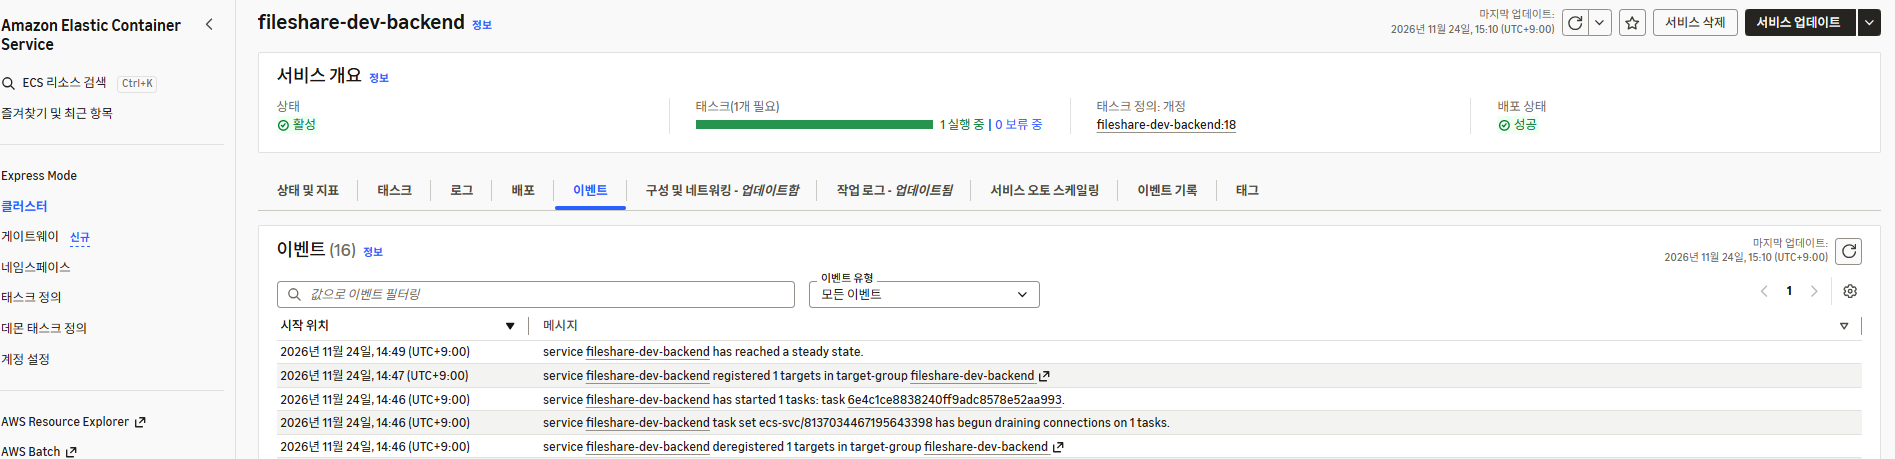 Amazon Elastic Container
Service
ECS 리소스 검색 Ctrl+K
즐겨찾기 및 최근 항목
Express Mode
클러스터
게이트웨이 신규
네임스페이스
태스크 정의
데몬 태스크 정의
계정 설정
AWS Resource Explorer
AWS Batch
fileshare-dev-backend 정보
마지막 업데이트:
2026년 11월 24일, 15:10 (UTC+9:00)
서비스 삭제
서비스 업데이트
서비스 개요 정보
상태
활성
태스크(1개 필요)
1 실행 중 | 0 보류 중
태스크 정의: 개정
fileshare-dev-backend:18
배포 상태
성공
상태 및 지표 태스크 로그 배포 이벤트 구성 및 네트워킹 - 업데이트함 작업 로그 - 업데이트됨 서비스 오토 스케일링 이벤트 기록 태그
이벤트 (16) 정보
마지막 업데이트:
2026년 11월 24일, 15:10 (UTC+9:00)
값으로 이벤트 필터링
이벤트 유형
모든 이벤트
1
시작 위치 메시지
2026년 11월 24일, 14:49 (UTC+9:00) service fileshare-dev-backend has reached a steady state.
2026년 11월 24일, 14:47 (UTC+9:00) service fileshare-dev-backend registered 1 targets in target-group fileshare-dev-backend
2026년 11월 24일, 14:46 (UTC+9:00) service fileshare-dev-backend has started 1 tasks: task 6e4c1ce8838240ff9adc8578e52aa993.
2026년 11월 24일, 14:46 (UTC+9:00) service fileshare-dev-backend task set ecs-svc/8137034467195643398 has begun draining connections on 1 tasks.
2026년 11월 24일, 14:46 (UTC+9:00) service fileshare-dev-backend deregistered 1 targets in target-group fileshare-dev-backend